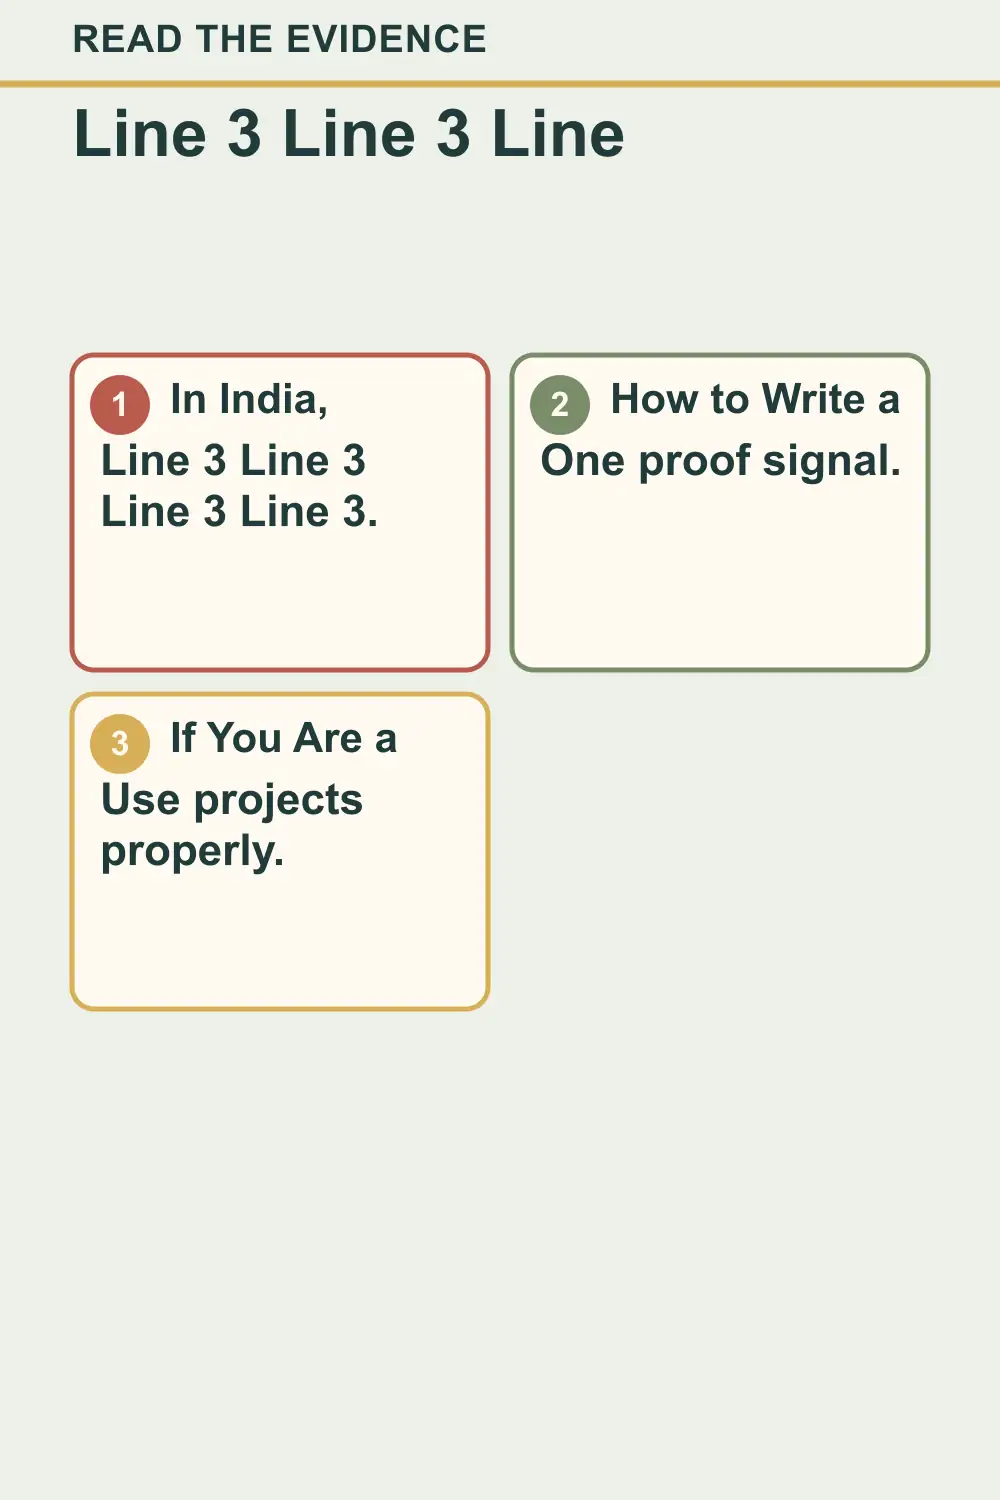 READ THE EVIDENCE
Line 3 Line 3 Line
1 In India,
Line 3 Line 3
Line 3 Line 3.
2 How to Write a
One proof signal.
3 If You Are a
Use projects
properly.